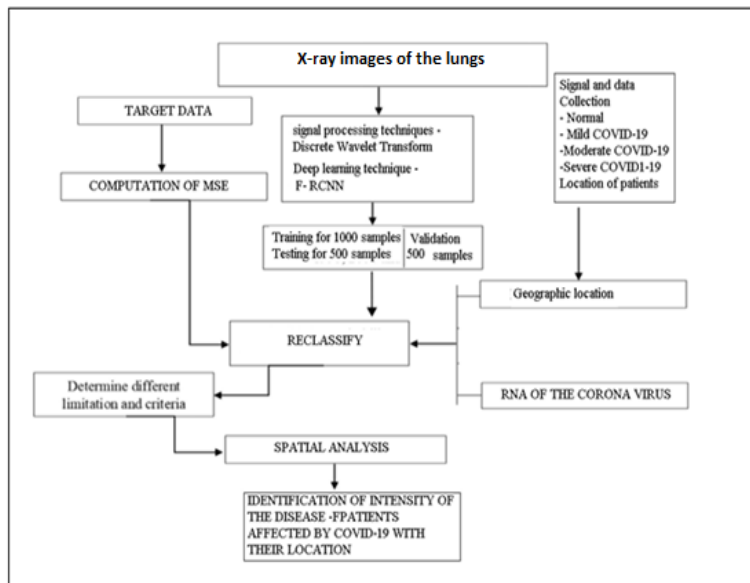 X-ray images of the lungs
TARGET DATA
COMPUTATION OF MSE
signal processing techniques -
Discrete Wavelet Transform
Deep learning technique -
F- RCNN
Signal and data
Collection
- Normal
- Mild COVID-19
-Moderate COVID-19
-Severe COVID1-19
Location of patients
Training for 1000 samples
Testing for 500 samples
Validation
500 samples
Geographic location
RECLASSIFY
RNA OF THE CORONA VIRUS
Determine different
limitation and criteria
SPATIAL ANALYSIS
IDENTIFICATION OF INTENSITY OF
THE DISEASE -FPATIENTS
AFFECTED BY COVID-19 WITH
THEIR LOCATION